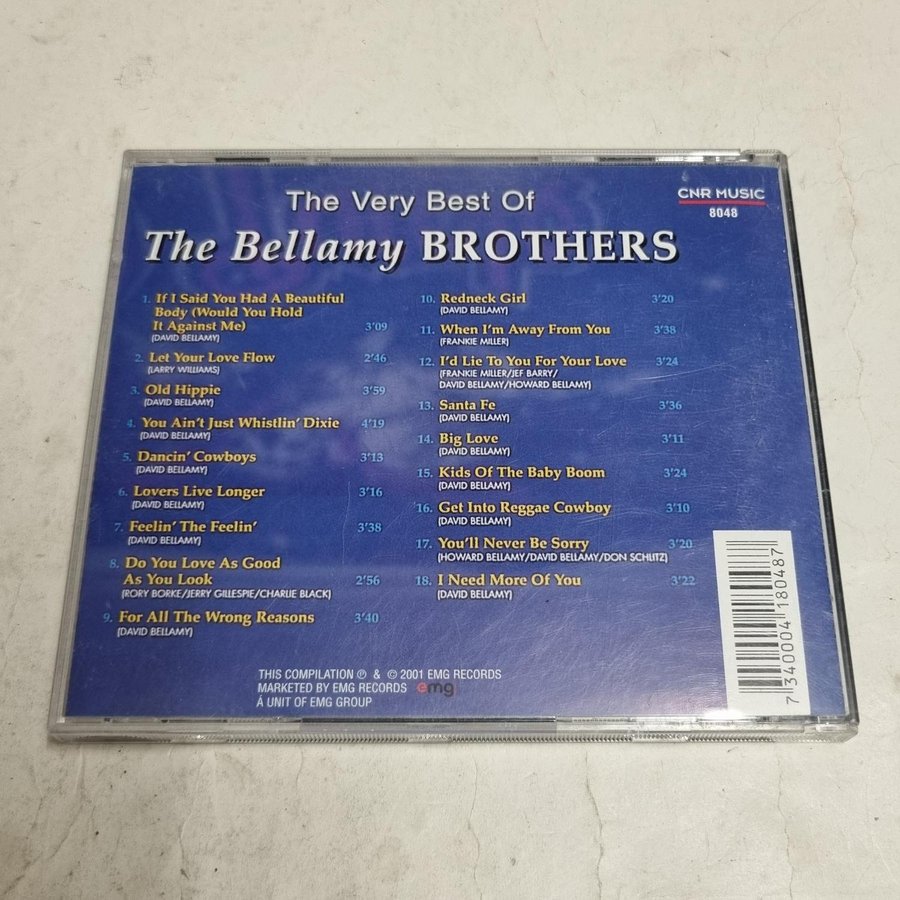 The Very Best Of
The Bellamy BROTHERS
CNR MUSIC
8048
1. If I Said You Had A Beautiful
Body (Would You Hold
It Against Me) 3'09
(DAVID BELLAMY)
2. Let Your Love Flow 2'46
(LARRY WILLIAMS)
3. Old Hippie 3'59
(DAVID BELLAMY)
4. You Ain't Just Whistlin' Dixie 4'19
(DAVID BELLAMY)
5. Dancin' Cowboys 3'13
(DAVID BELLAMY)
6. Lovers Live Longer 3'16
(DAVID BELLAMY)
7. Feelin' The Feelin' 3'38
(DAVID BELLAMY)
8. Do You Love As Good
As You Look 2'56
(RORY BORKE/JERRY GILLESPIE/CHARLIE BLACK)
9. For All The Wrong Reasons 3'40
(DAVID BELLAMY)
10. Redneck Girl 3'20
(DAVID BELLAMY)
11. When I'm Away From You 3'38
(FRANKIE MILLER)
12. I'd Lie To You For Your Love 3'24
(FRANKIE MILLER/JEF BARRY/
DAVID BELLAMY/HOWARD BELLAMY)
13. Santa Fe 3'36
(DAVID BELLAMY)
14. Big Love 3'11
(DAVID BELLAMY)
15. Kids Of The Baby Boom 3'24
(DAVID BELLAMY)
16. Get Into Reggae Cowboy 3'10
(DAVID BELLAMY)
17. You'll Never Be Sorry 3'20
(HOWARD BELLAMY/DAVID BELLAMY/DON SCHLITZ)
18. I Need More Of You 3'22
(DAVID BELLAMY)
THIS COMPILATION ℗ & © 2001 EMG RECORDS
MARKETED BY EMG RECORDS emg
A UNIT OF EMG GROUP
7 340004 180487